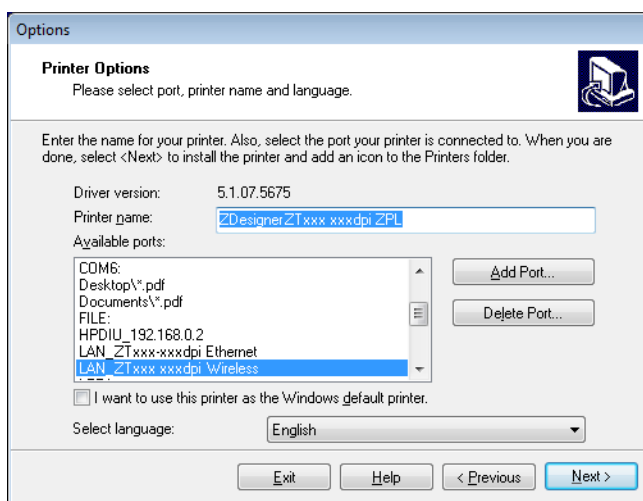 Options
Printer Options
Please select port, printer name and language.
Enter the name for your printer. Also, select the port your printer is connected to. When you are
done, select <Next> to install the printer and add an icon to the Printers folder.
Driver version: 5.1.07.5675
Printer name: ZDesignerZTxxx xxxdpi ZPL
Available ports:
COM6:
Desktop\*.pdf
Documents\*.pdf
FILE:
HPDIU_192.168.0.2
LAN_ZTxxx-xxxdpi Ethernet
LAN_ZTxxx xxxdpi Wireless
Add Port...
Delete Port...
I want to use this printer as the Windows default printer.
Select language: English
Exit Help < Previous Next >